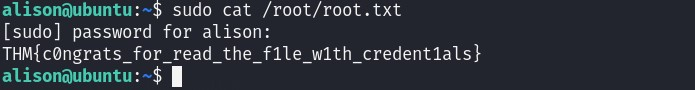 alison@ubuntu:~$ sudo cat /root/root.txt
[sudo] password for alison:
THM{c0ngrats_for_read_the_f1le_w1th_credent1als}
alison@ubuntu:~$